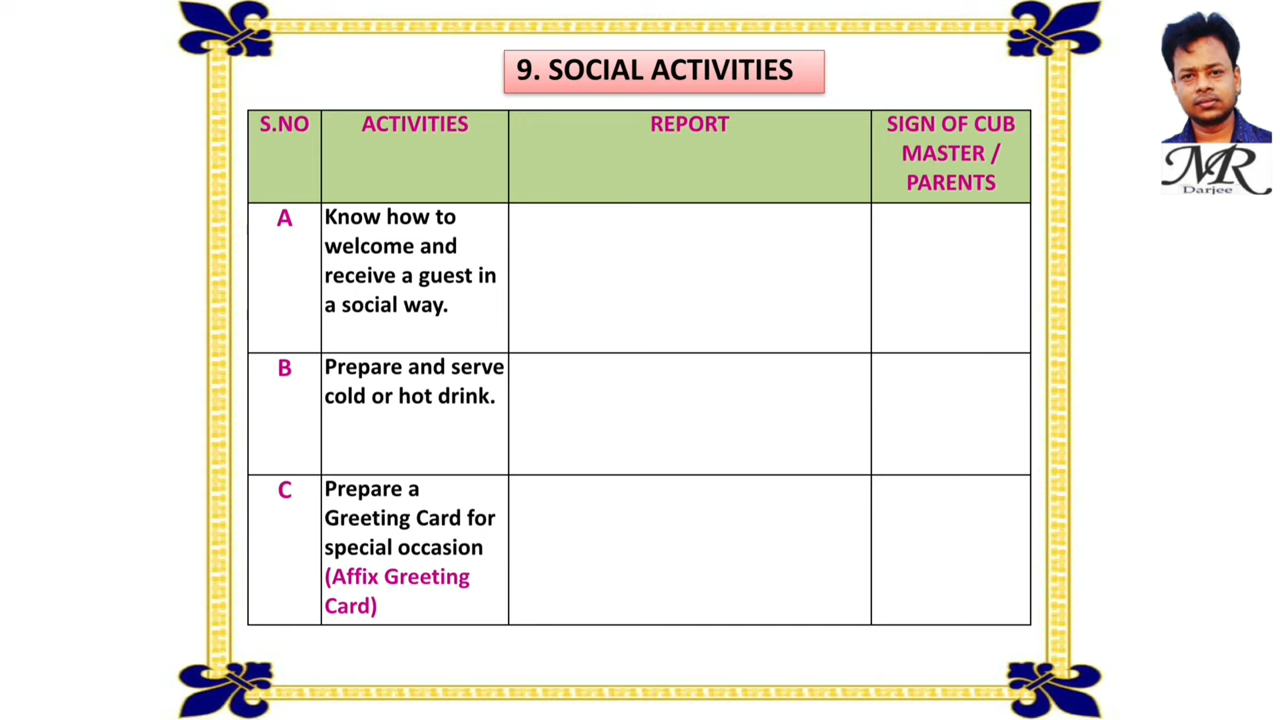 9. SOCIAL ACTIVITIES
S.NO
ACTIVITIES
REPORT
SIGN OF CUB
MASTER /
PARENTS
A
Know how to
welcome and
receive a guest in
a social way.
B
Prepare and serve
cold or hot drink.
C
Prepare a
Greeting Card for
special occasion
(Affix Greeting
Card)
MR
Darjee